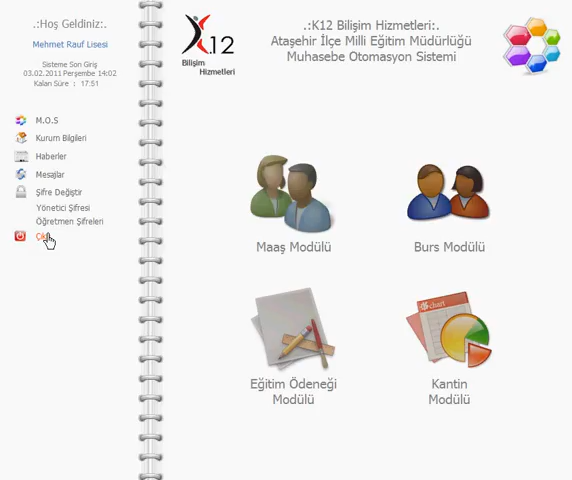 .:Hoş Geldiniz:.
Mehmet Rauf Lisesi
Sisteme Son Giriş
03.02.2011 Perşembe 14:02
Kalan Süre : 17:51
M.O.S
Kurum Bilgileri
Haberler
Mesajlar
Şifre Değiştir
Yönetici Şifresi
Öğretmen Şifreleri
K12
Bilişim
Hizmetleri
.:K12 Bilişim Hizmetleri:.
Ataşehir İlçe Milli Eğitim Müdürlüğü
Muhasebe Otomasyon Sistemi
Maaş Modülü
Burs Modülü
chart
Eğitim Ödeneği
Modülü
Kantin
Modülü